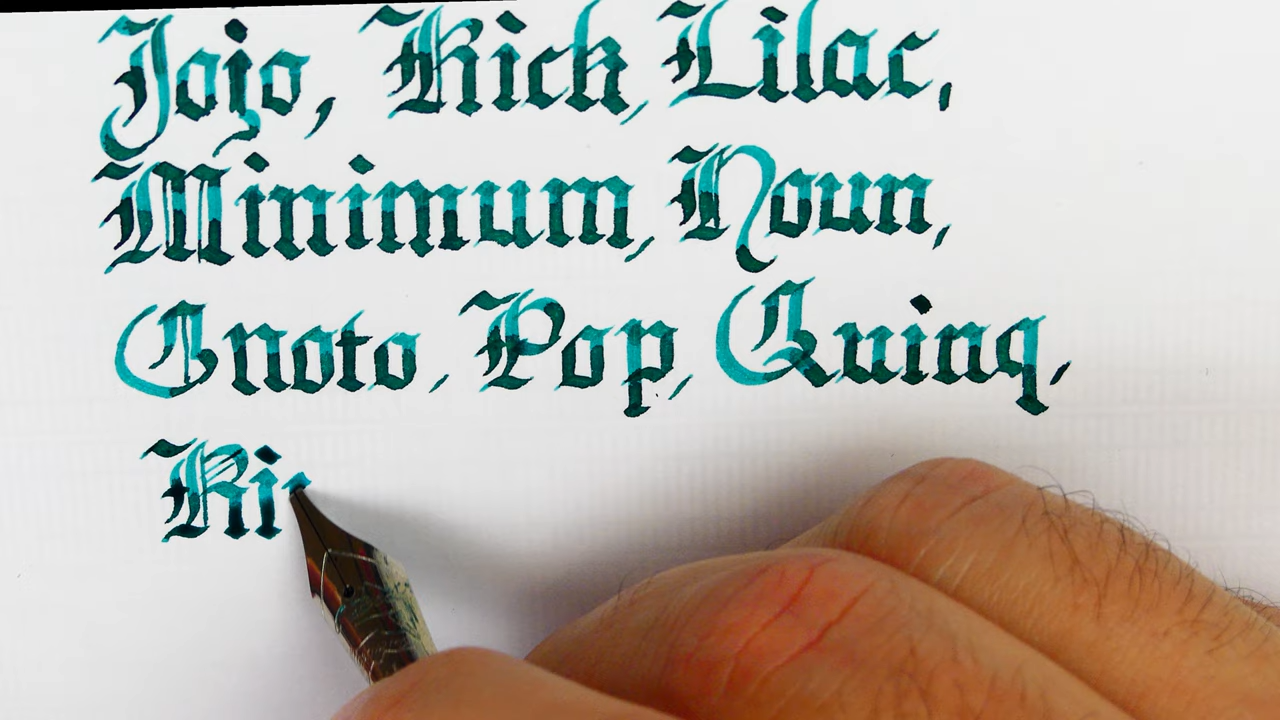 Jojo, Kick, Lilac,
Minimum, Noun,
Onoto, Pop, Quinq,
Ri